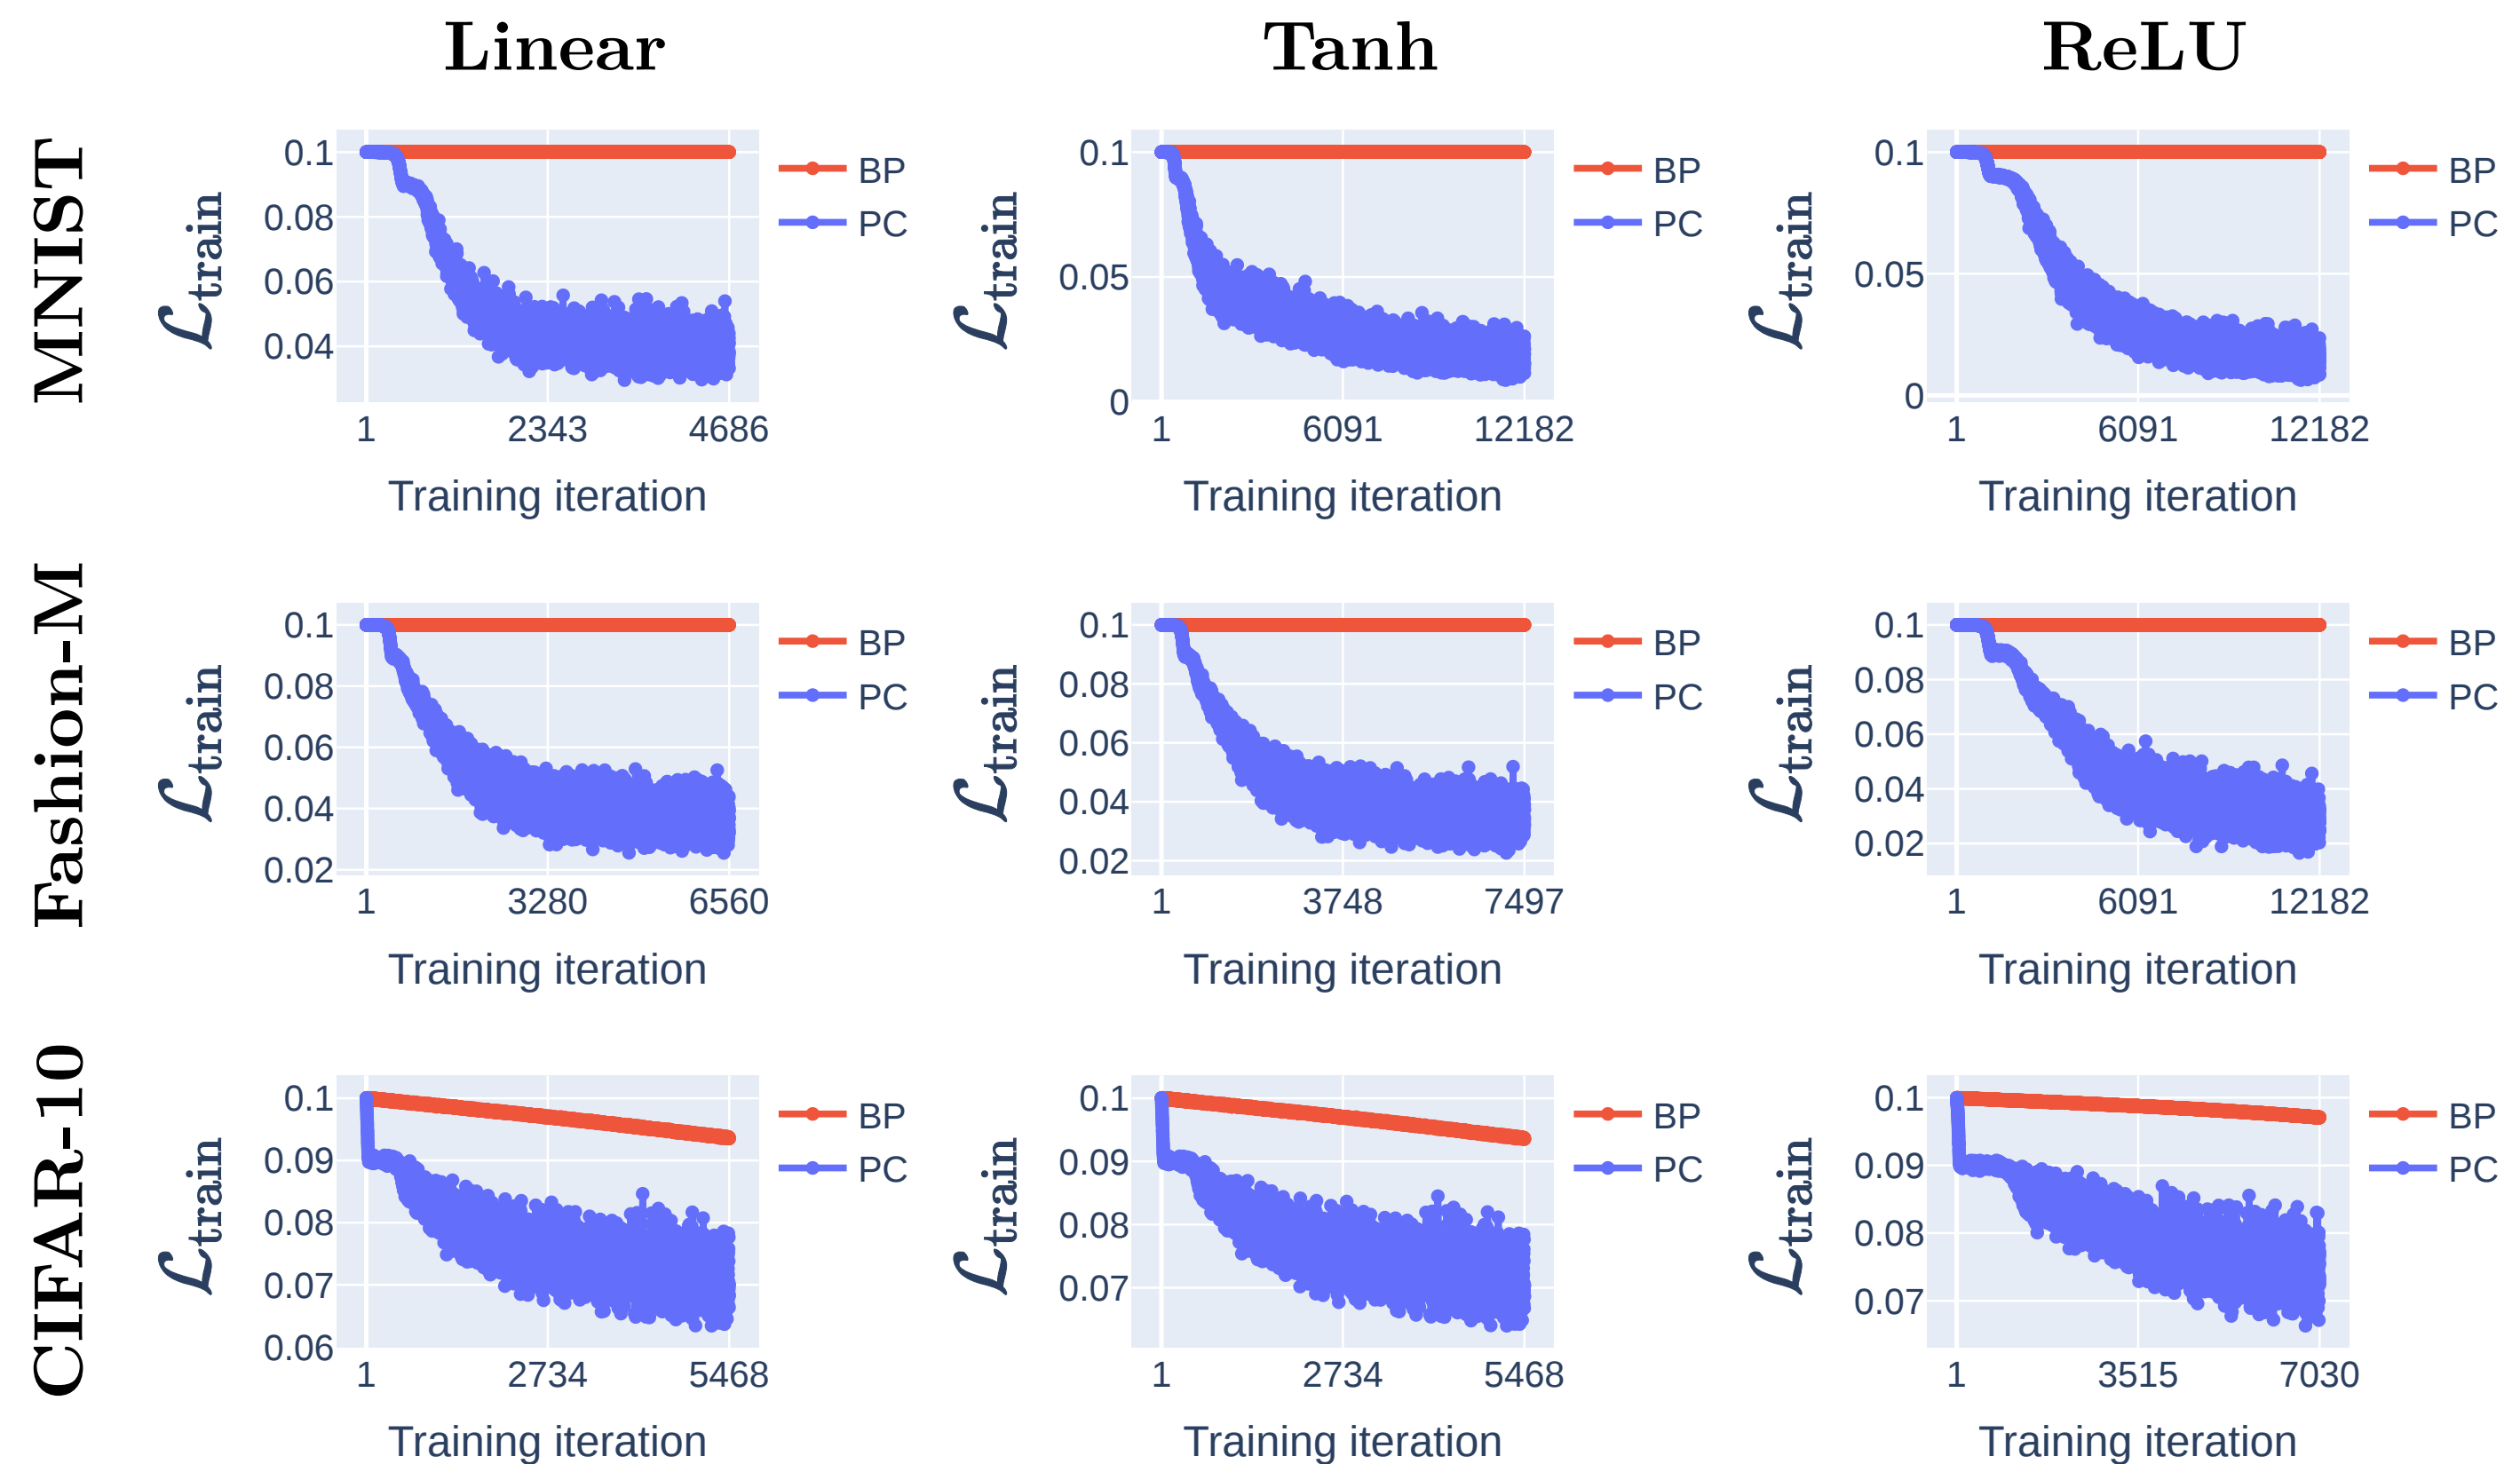 Linear Tanh ReLU
MNIST
ℒtrain
0.1
0.08
0.06
0.04
1 2343 4686
Training iteration
BP
PC
ℒtrain
0.1
0.05
0
1 6091 12182
Training iteration
BP
PC
ℒtrain
0.1
0.05
0
1 6091 12182
Training iteration
BP
PC
Fashion-M
ℒtrain
0.1
0.08
0.06
0.04
0.02
1 3280 6560
Training iteration
BP
PC
ℒtrain
0.1
0.08
0.06
0.04
0.02
1 3748 7497
Training iteration
BP
PC
ℒtrain
0.1
0.08
0.06
0.04
0.02
1 6091 12182
Training iteration
BP
PC
CIFAR-10
ℒtrain
0.1
0.09
0.08
0.07
0.06
1 2734 5468
Training iteration
BP
PC
ℒtrain
0.1
0.09
0.08
0.07
1 2734 5468
Training iteration
BP
PC
ℒtrain
0.1
0.09
0.08
0.07
1 3515 7030
Training iteration
BP
PC